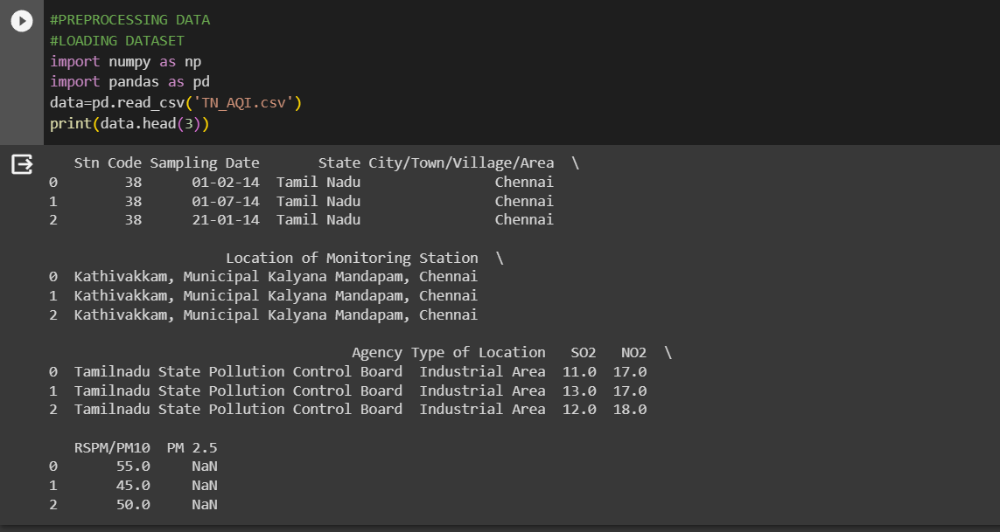 #PREPROCESSING DATA
#LOADING DATASET
import numpy as np
import pandas as pd
data=pd.read_csv('TN_AQI.csv')
print(data.head(3))
   Stn Code Sampling Date       State City/Town/Village/Area  \
0        38      01-02-14  Tamil Nadu                Chennai
1        38      01-07-14  Tamil Nadu                Chennai
2        38      21-01-14  Tamil Nadu                Chennai
                     Location of Monitoring Station  \
0  Kathivakkam, Municipal Kalyana Mandapam, Chennai
1  Kathivakkam, Municipal Kalyana Mandapam, Chennai
2  Kathivakkam, Municipal Kalyana Mandapam, Chennai
                                    Agency Type of Location   SO2   NO2  \
0  Tamilnadu State Pollution Control Board  Industrial Area  11.0  17.0
1  Tamilnadu State Pollution Control Board  Industrial Area  13.0  17.0
2  Tamilnadu State Pollution Control Board  Industrial Area  12.0  18.0
   RSPM/PM10  PM 2.5
0       55.0     NaN
1       45.0     NaN
2       50.0     NaN